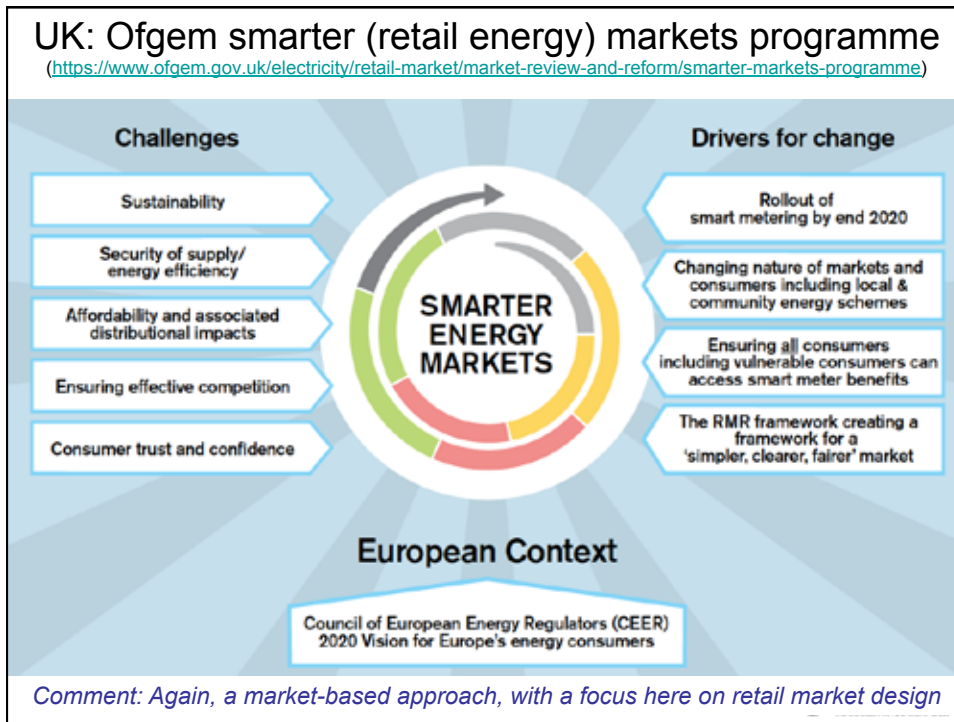 UK: Ofgem smarter (retail energy) markets programme
(https://www.ofgem.gov.uk/electricity/retail-market/market-review-and-reform/smarter-markets-programme)
Challenges
Sustainability
Security of supply/
energy efficiency
Affordability and associated
distributional impacts
Ensuring effective competition
Consumer trust and confidence
SMARTER
ENERGY
MARKETS
Drivers for change
Rollout of
smart metering by end 2020
Changing nature of markets and
consumers including local &
community energy schemes
Ensuring all consumers
including vulnerable consumers can
access smart meter benefits
The RMR framework creating a
framework for a
'simpler, clearer, fairer' market
European Context
Council of European Energy Regulators (CEER)
2020 Vision for Europe's energy consumers
Comment: Again, a market-based approach, with a focus here on retail market design